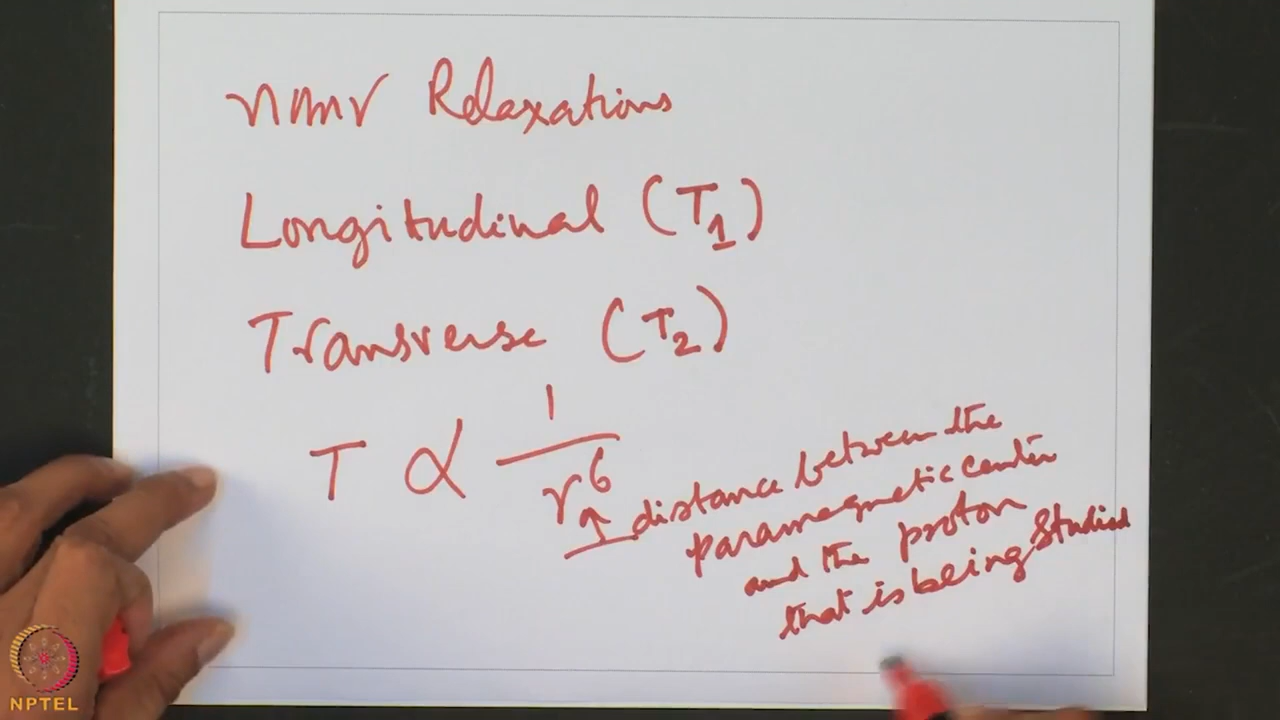 nmr Relaxations
Longitudinal (T₁)
Transverse (T₂)
T ∝ 1/r⁶
distance between the
paramagnetic center
and the proton
that is being studied
NPTEL